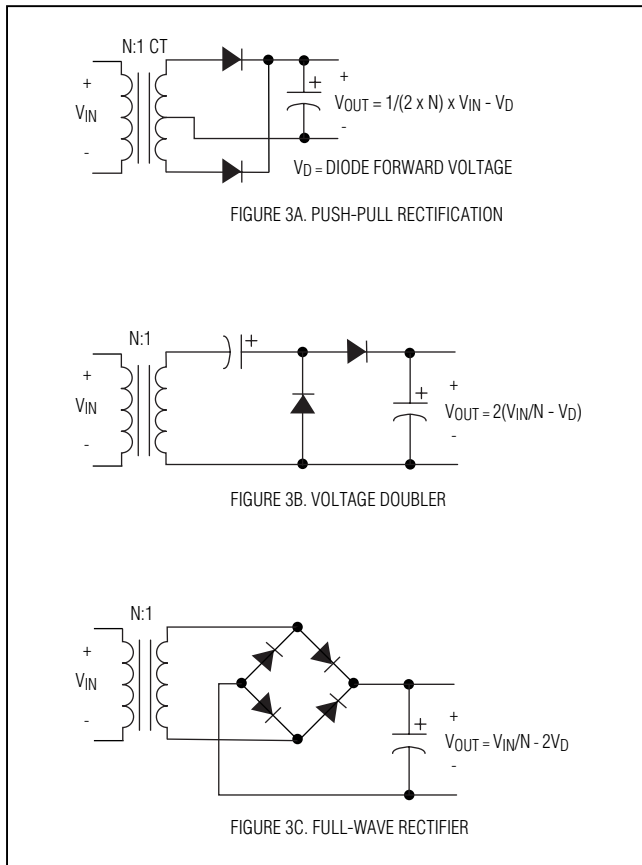 N:1 CT
+
VIN
-
+
+
VOUT = 1/(2 x N) x VIN - VD
-
VD = DIODE FORWARD VOLTAGE
FIGURE 3A. PUSH-PULL RECTIFICATION
N:1
+
VIN
-
+
+
+
VOUT = 2(VIN/N - VD)
-
FIGURE 3B. VOLTAGE DOUBLER
N:1
+
VIN
-
+
+
VOUT = VIN/N - 2VD
-
FIGURE 3C. FULL-WAVE RECTIFIER